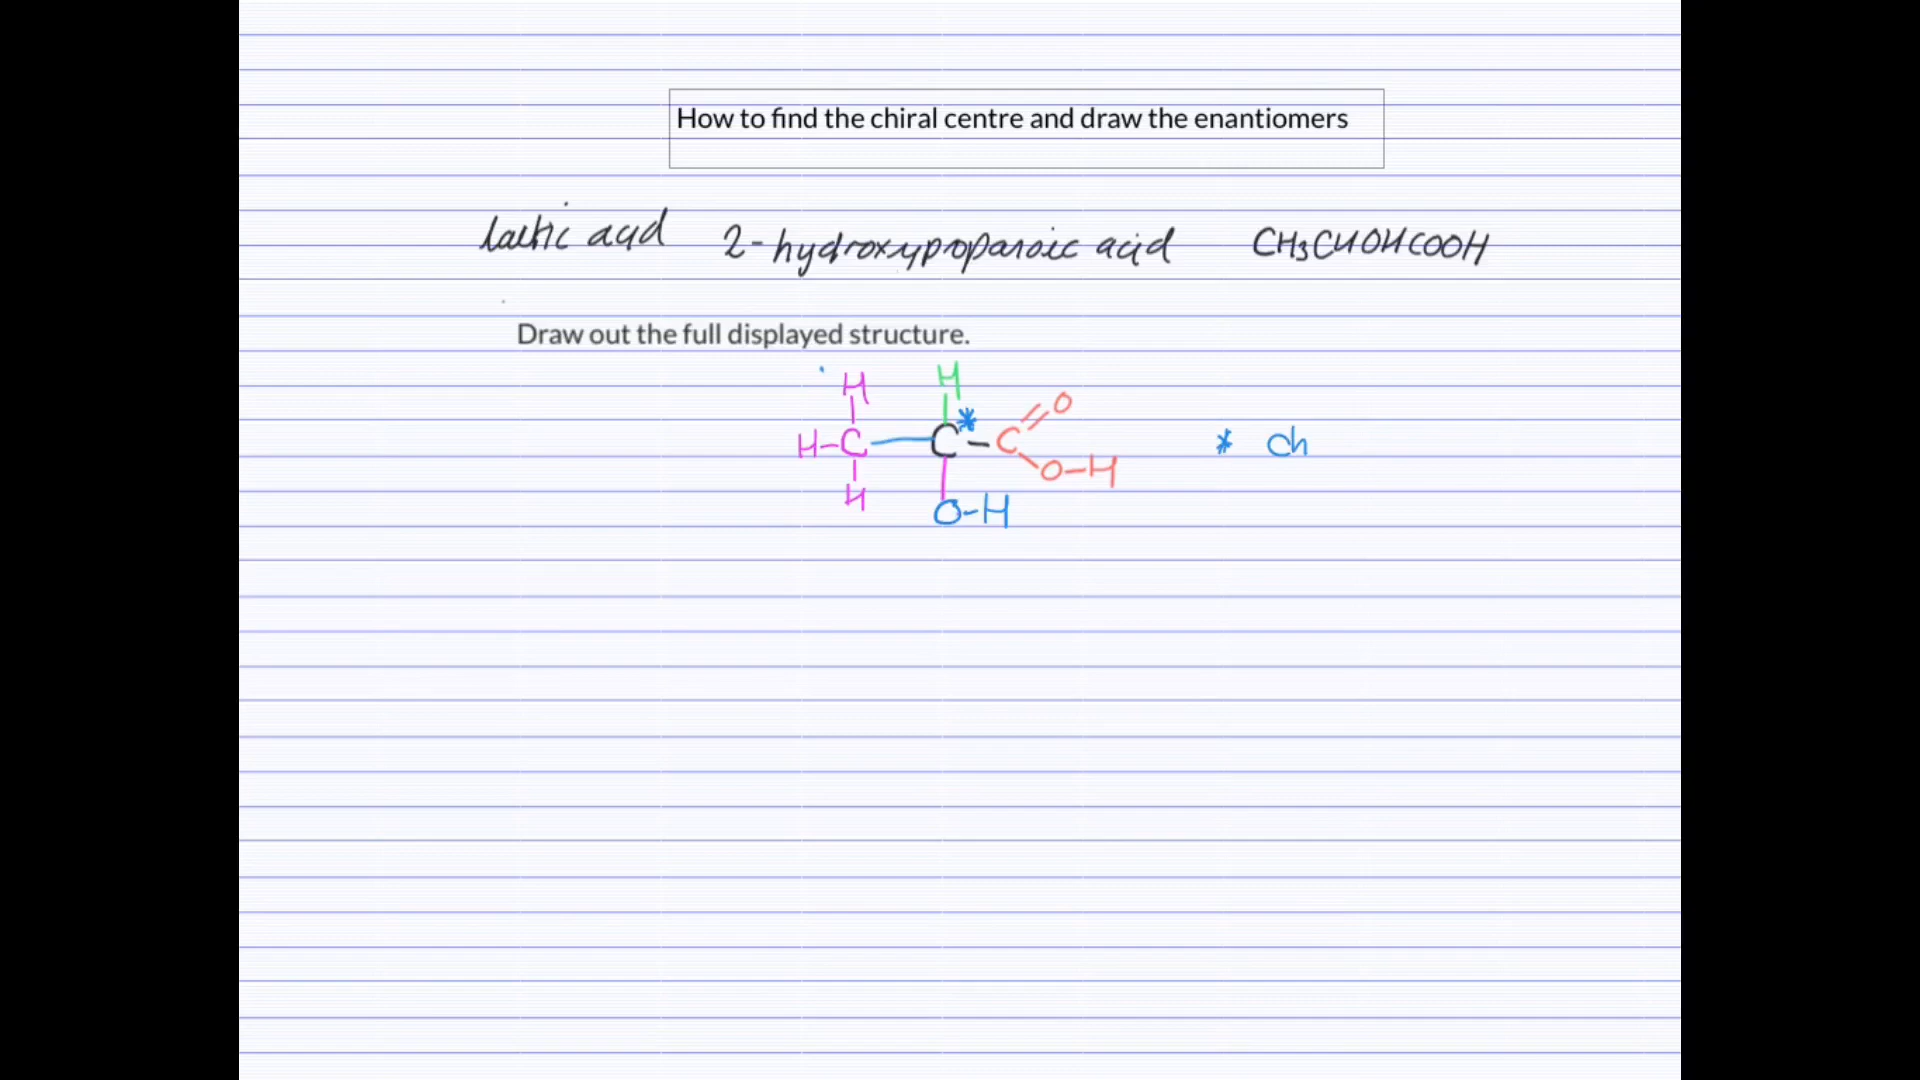 How to find the chiral centre and draw the enantiomers
lactic acid 2-hydroxypropanoic acid CH3CHOHCOOH
Draw out the full displayed structure.
H H O
H-C-C*-C * Ch
O-H
H O-H